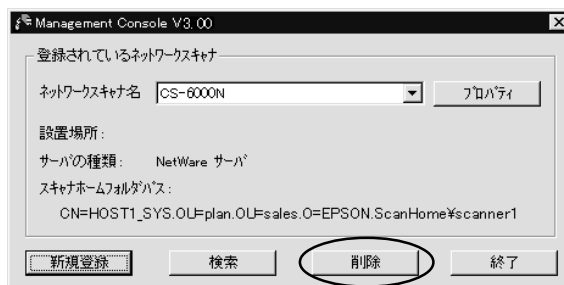 Management Console V3.00
登録されているネットワークスキャナ
ネットワークスキャナ名 CS-6000N プロパティ
設置場所:
サーバの種類: NetWare サーバ
スキャナホームフォルダパス:
CN=HOST1_SYS.OU=plan.OU=sales.O=EPSON.ScanHome¥scanner1
新規登録 検索 削除 終了